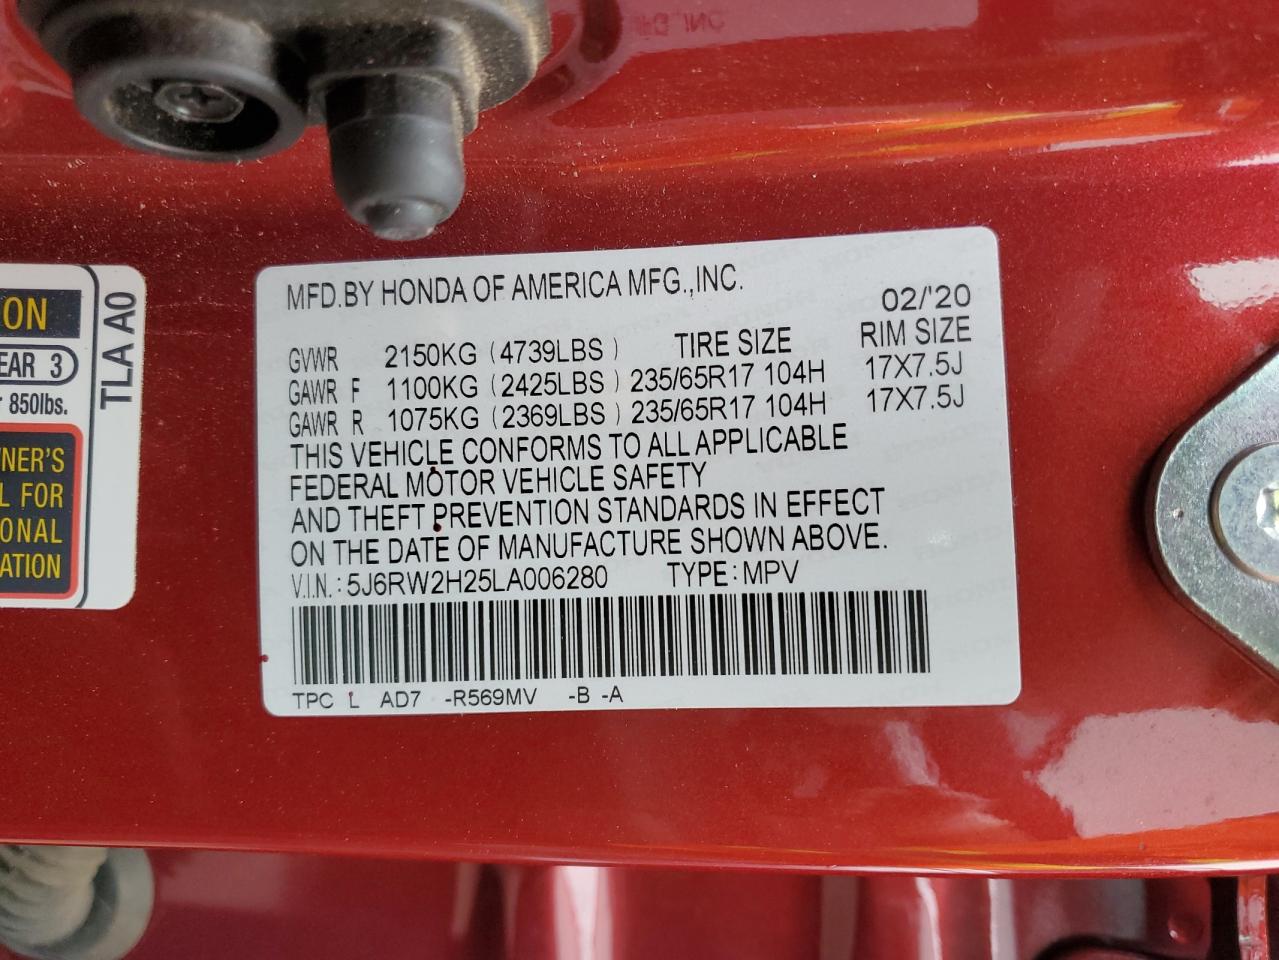 MFG.,INC
MFD.BY HONDA OF AMERICA MFG.,INC. 02/'20
GVWR 2150KG (4739LBS) TIRE SIZE RIM SIZE
GAWR F 1100KG (2425LBS) 235/65R17 104H 17X7.5J
GAWR R 1075KG (2369LBS) 235/65R17 104H 17X7.5J
THIS VEHICLE CONFORMS TO ALL APPLICABLE
FEDERAL MOTOR VEHICLE SAFETY
AND THEFT PREVENTION STANDARDS IN EFFECT
ON THE DATE OF MANUFACTURE SHOWN ABOVE.
V.I.N.: 5J6RW2H25LA006280 TYPE: MPV
TPC L AD7 -R569MV -B -A
ON
EAR 3
850lbs.
NER'S
L FOR
ONAL
ATION
TLA A0